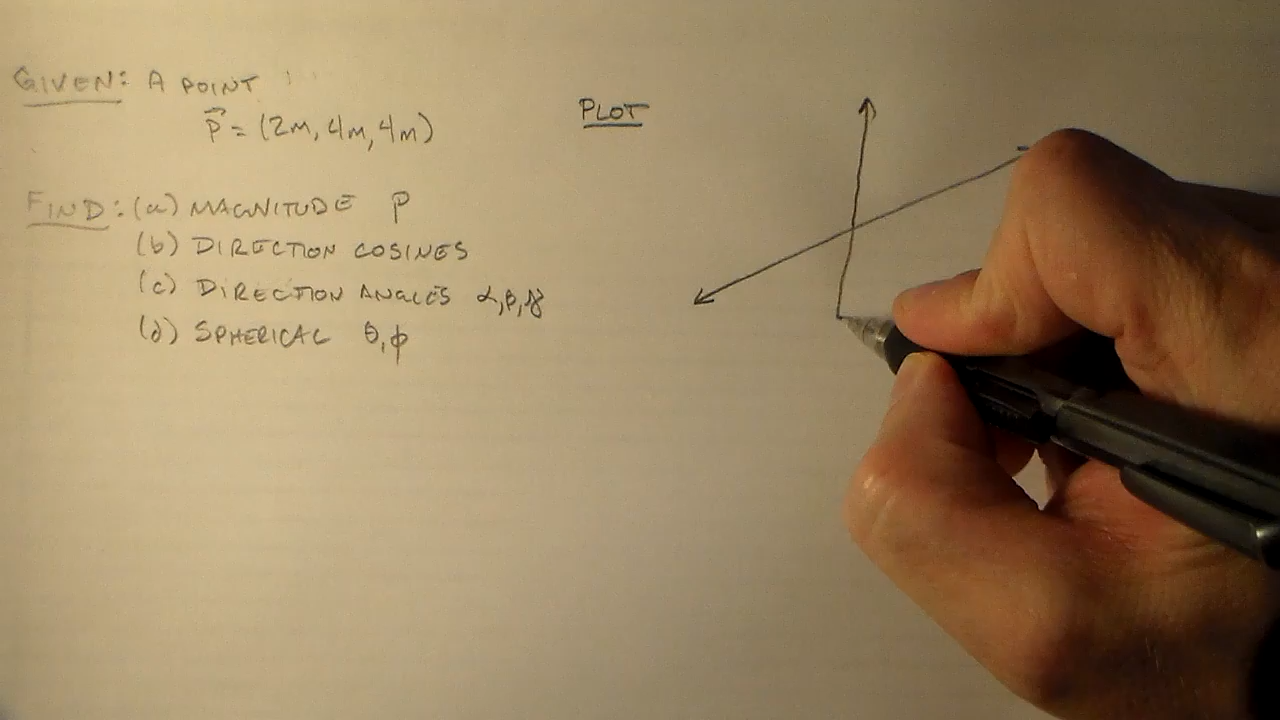 GIVEN: A POINT
P⃗ = (2m, 4m, 4m)
PLOT
FIND: (a) MAGNITUDE P
(b) DIRECTION COSINES
(c) DIRECTION ANGLES α, β, γ
(d) SPHERICAL θ, φ